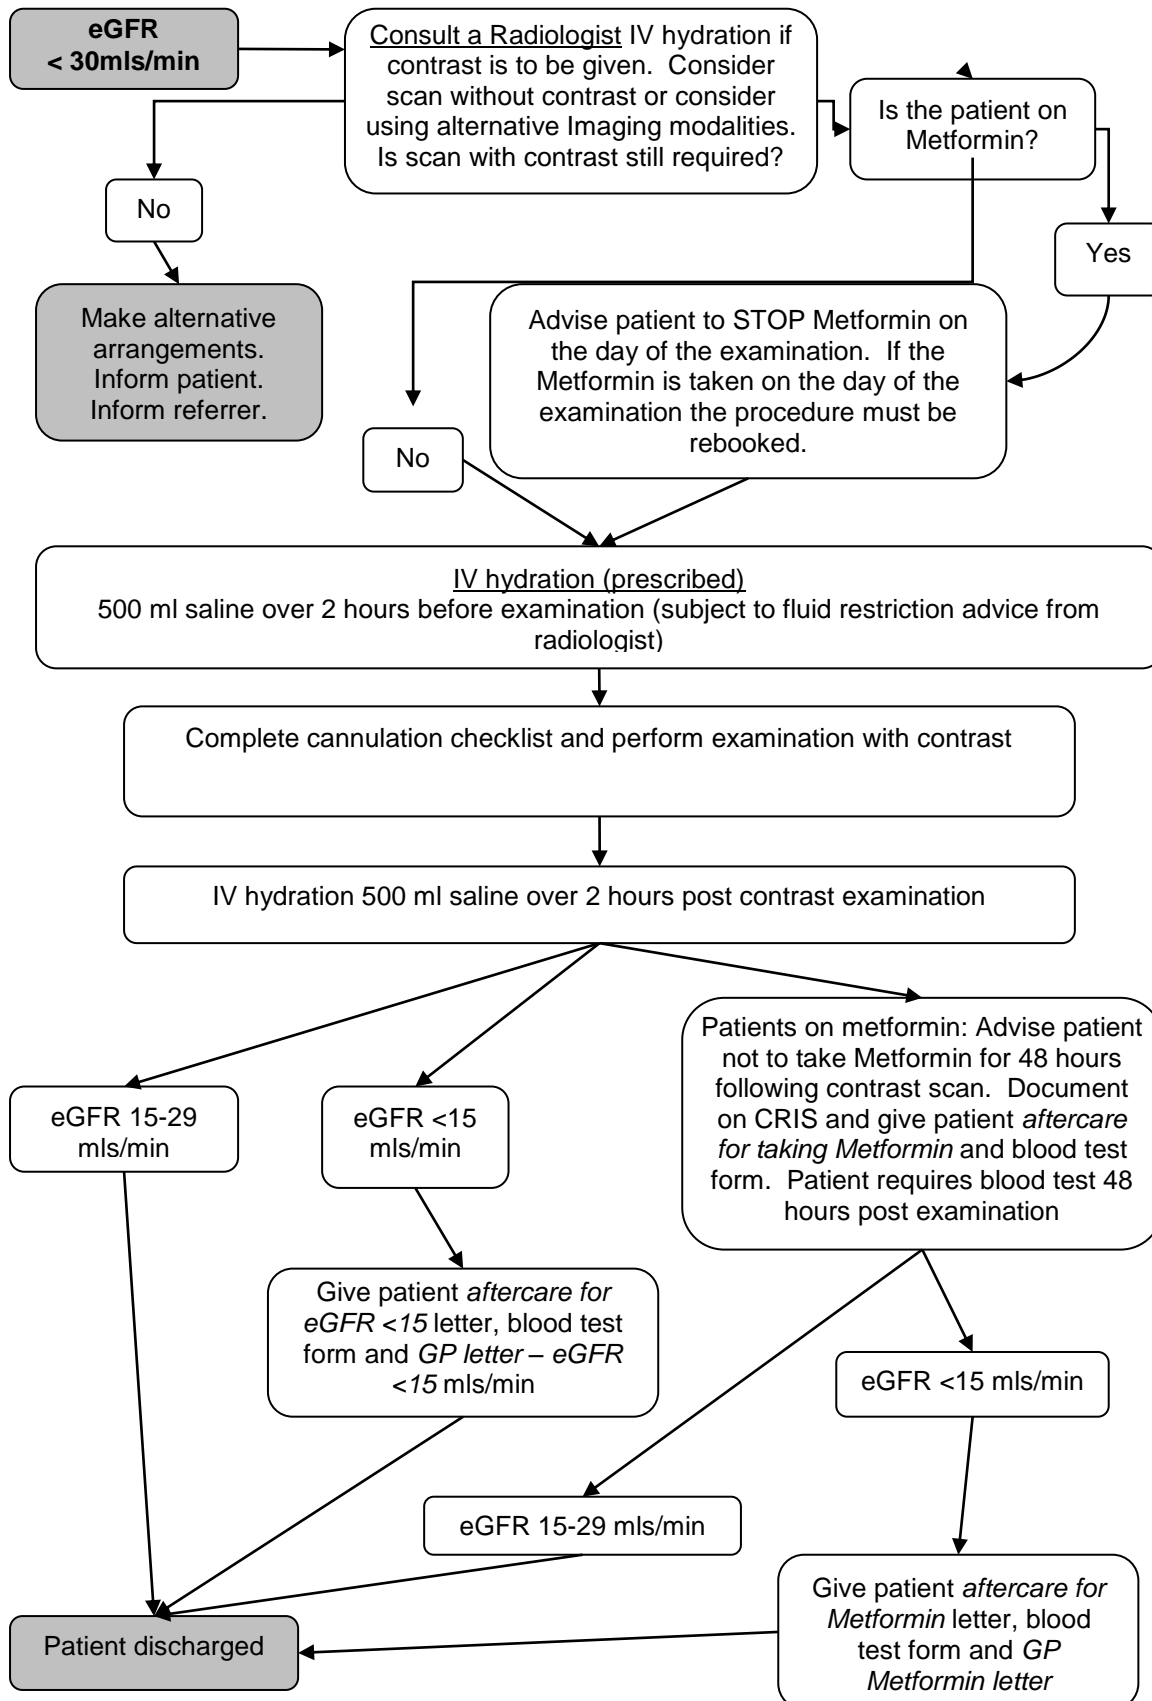 eGFR
< 30mls/min
Consult a Radiologist IV hydration if
contrast is to be given.  Consider
scan without contrast or consider
using alternative Imaging modalities.
Is scan with contrast still required?
Is the patient on
Metformin?
No
Yes
Make alternative
arrangements.
Inform patient.
Inform referrer.
Advise patient to STOP Metformin on
the day of the examination.  If the
Metformin is taken on the day of the
examination the procedure must be
rebooked.
No
IV hydration (prescribed)
500 ml saline over 2 hours before examination (subject to fluid restriction advice from
radiologist)
Complete cannulation checklist and perform examination with contrast
IV hydration 500 ml saline over 2 hours post contrast examination
eGFR 15-29
mls/min
eGFR <15
mls/min
Patients on metformin: Advise patient
not to take Metformin for 48 hours
following contrast scan.  Document
on CRIS and give patient aftercare
for taking Metformin and blood test
form.  Patient requires blood test 48
hours post examination
Give patient aftercare for
eGFR <15 letter, blood test
form and GP letter – eGFR
<15 mls/min
eGFR <15 mls/min
eGFR 15-29 mls/min
Give patient aftercare for
Metformin letter, blood
test form and GP
Metformin letter
Patient discharged